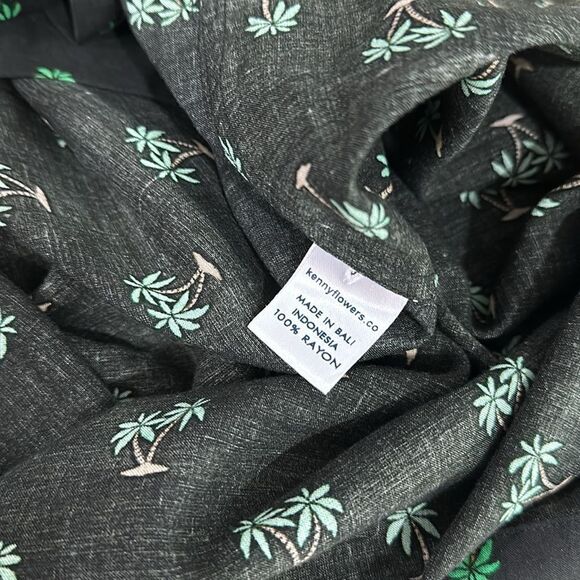 kennyflowers.co
MADE IN BALI
INDONESIA
100% RAYON